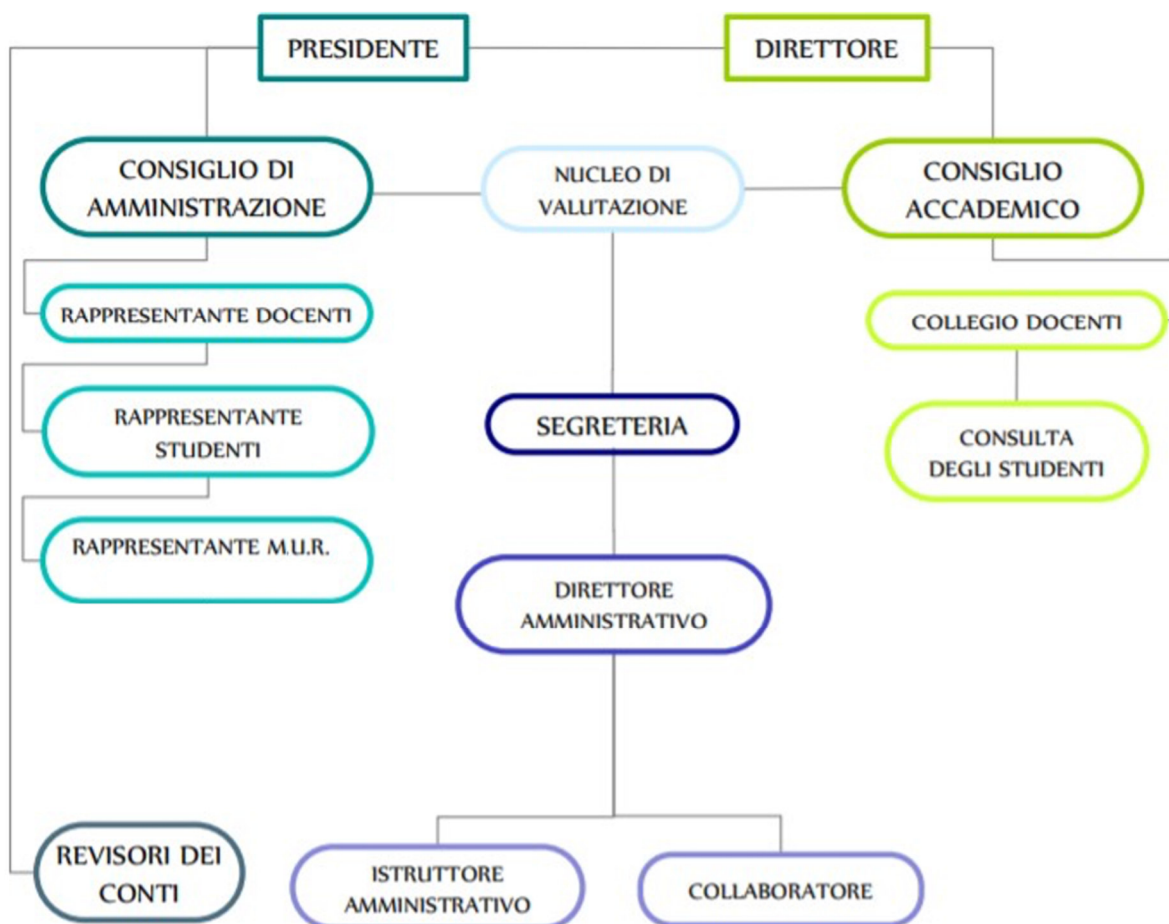 PRESIDENTE
DIRETTORE
CONSIGLIO DI
AMMINISTRAZIONE
NUCLEO DI
VALUTAZIONE
CONSIGLIO
ACCADEMICO
RAPPRESENTANTE DOCENTI
COLLEGIO DOCENTI
RAPPRESENTANTE
STUDENTI
SEGRETERIA
CONSULTA
DEGLI STUDENTI
RAPPRESENTANTE M.U.R.
DIRETTORE
AMMINISTRATIVO
REVISORI DEI
CONTI
ISTRUTTORE
AMMINISTRATIVO
COLLABORATORE